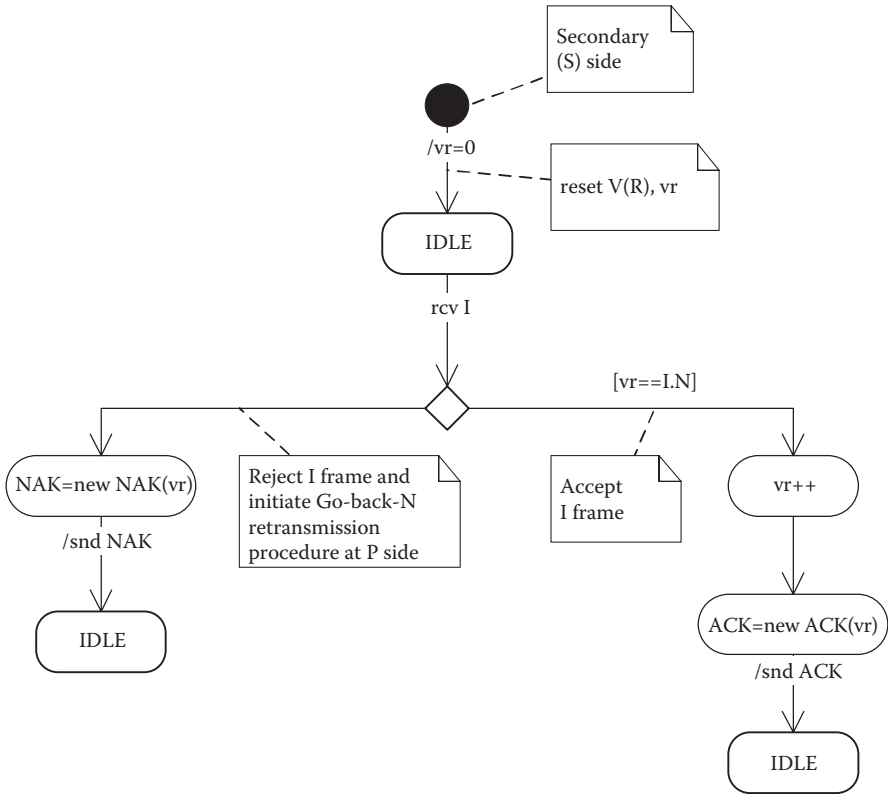 Secondary
(S) side
/vr=0
reset V(R), vr
IDLE
rcv I
[vr==I.N]
NAK=new NAK(vr)
Reject I frame and
initiate Go-back-N
retransmission
procedure at P side
Accept
I frame
vr++
/snd NAK
IDLE
ACK=new ACK(vr)
/snd ACK
IDLE